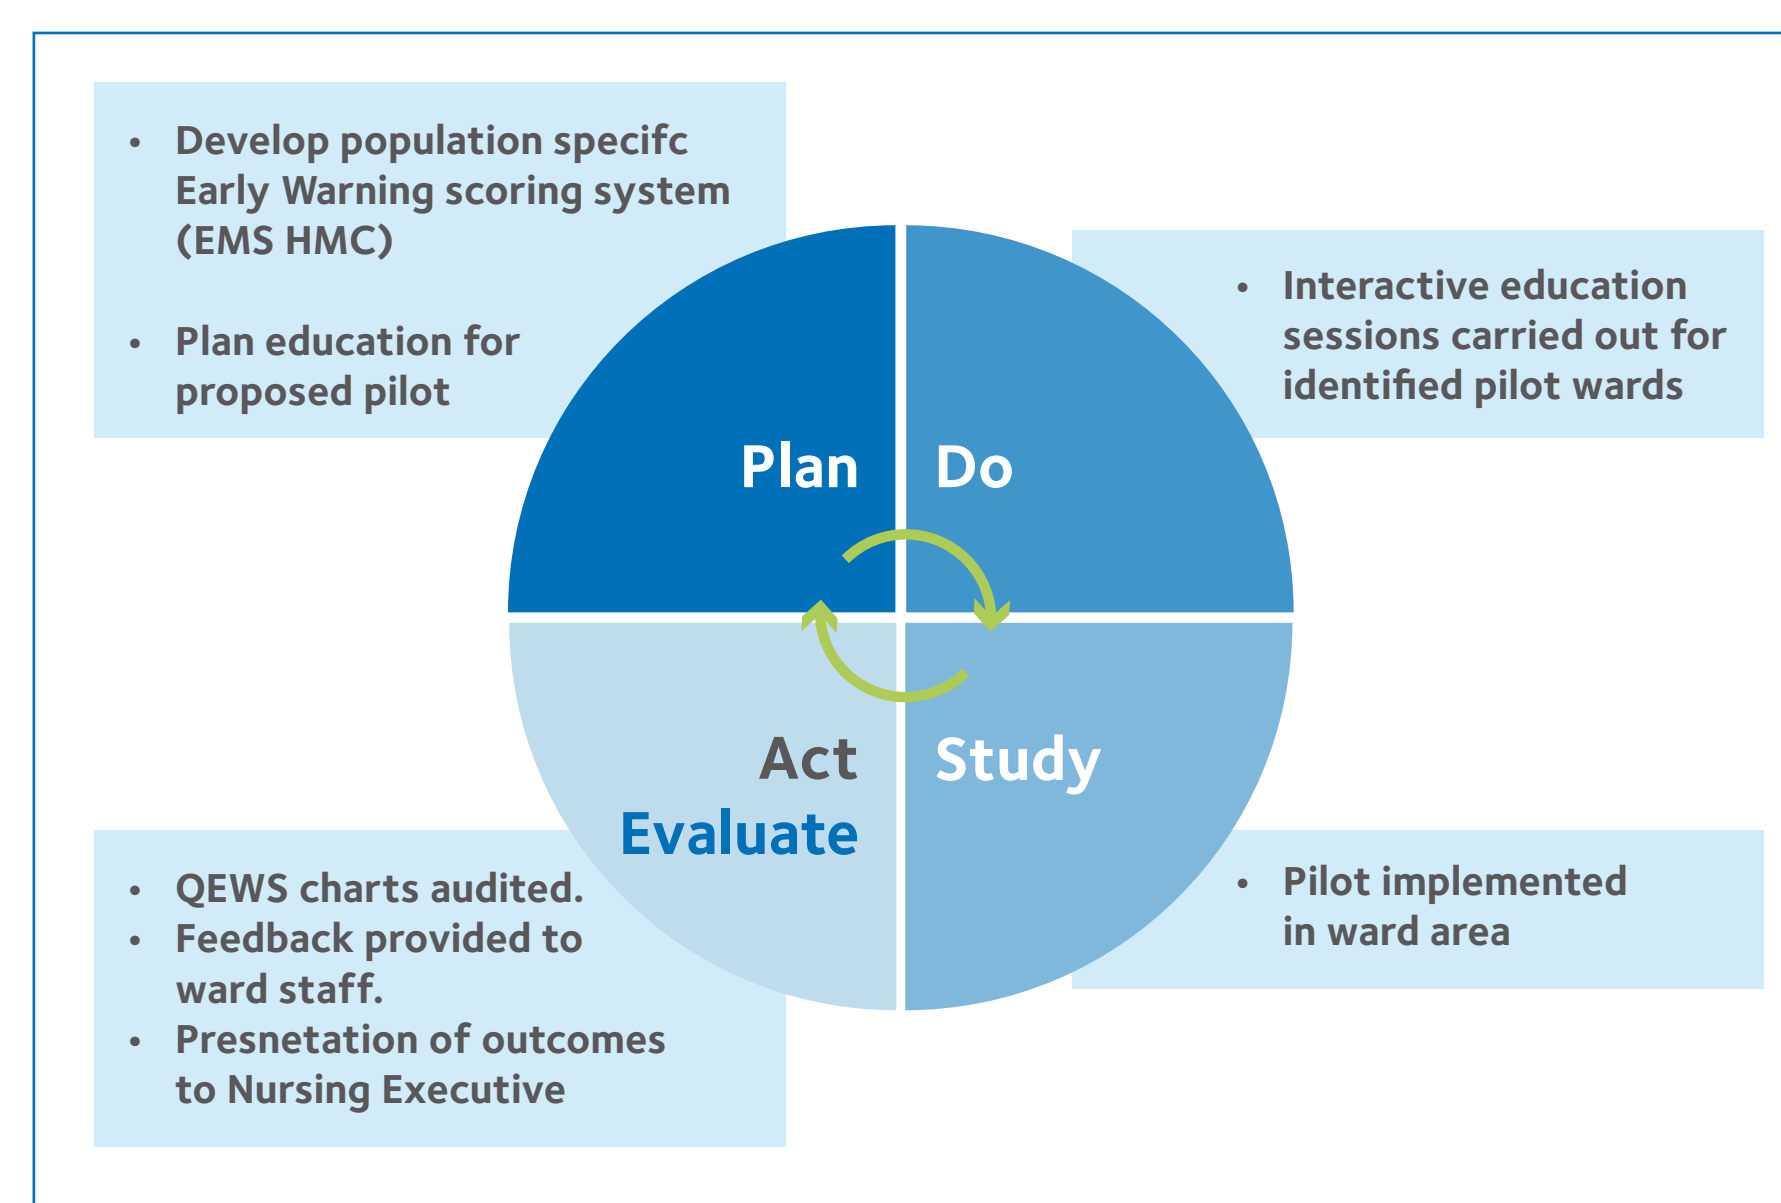 • Develop population specifc
Early Warning scoring system
(EMS HMC)
• Plan education for
proposed pilot
• Interactive education
sessions carried out for
identified pilot wards
Plan
Do
Act
Evaluate
Study
• QEWS charts audited.
• Feedback provided to
ward staff.
• Presnetation of outcomes
to Nursing Executive
• Pilot implemented
in ward area